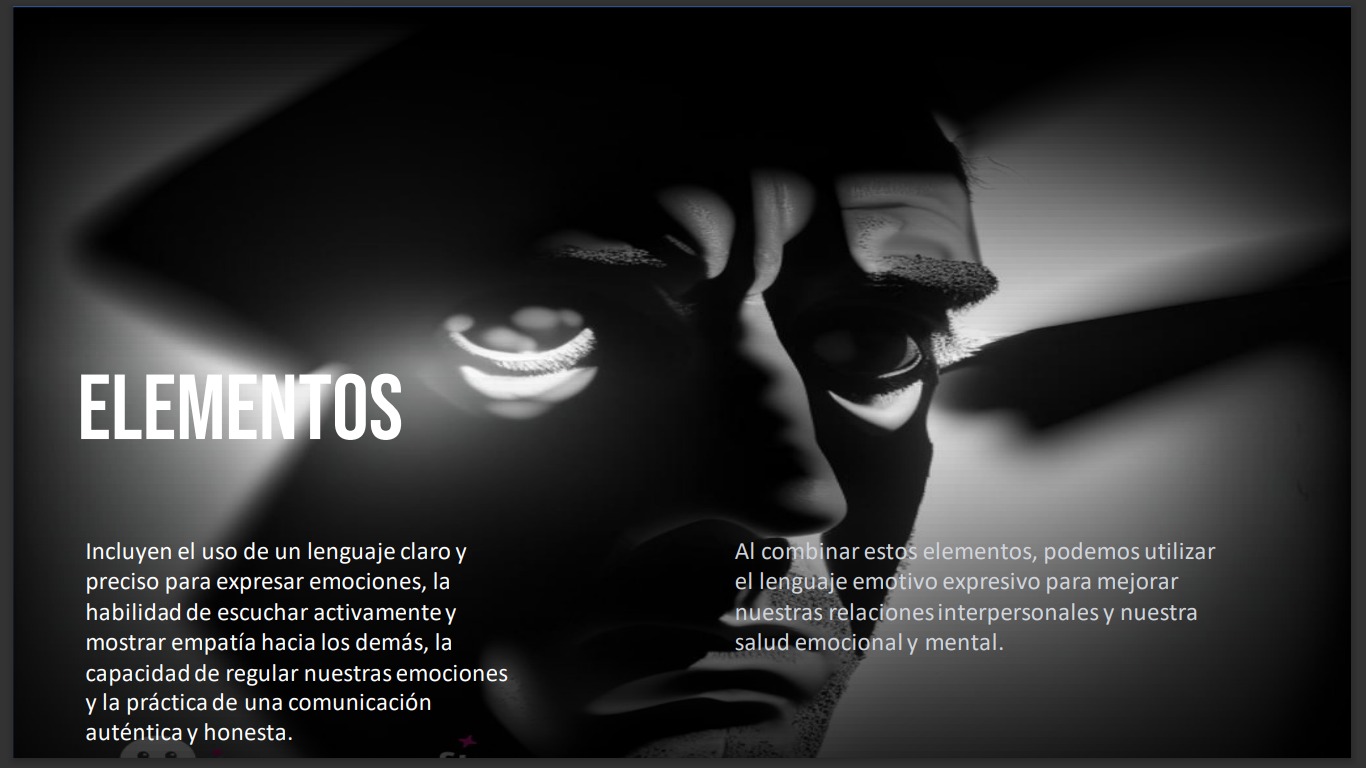 ELEMENTOS
Incluyen el uso de un lenguaje claro y
preciso para expresar emociones, la
habilidad de escuchar activamente y
mostrar empatía hacia los demás, la
capacidad de regular nuestras emociones
y la práctica de una comunicación
auténtica y honesta.
Al combinar estos elementos, podemos utilizar
el lenguaje emotivo expresivo para mejorar
nuestras relaciones interpersonales y nuestra
salud emocional y mental.